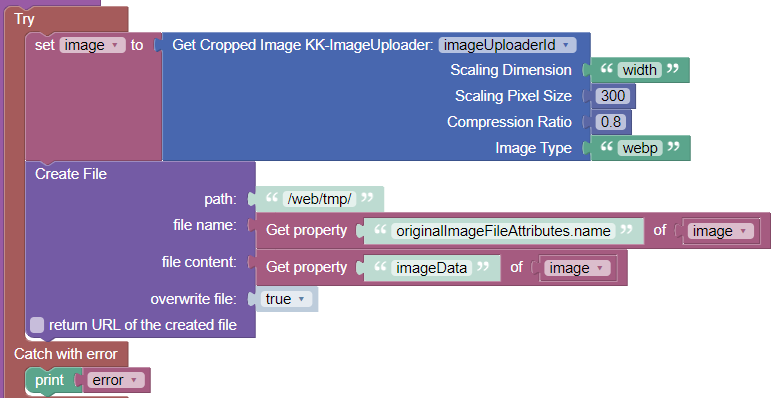 Try
set image to Get Cropped Image KK-ImageUploader: imageUploaderId
Scaling Dimension “ width ”
Scaling Pixel Size 300
Compression Ratio 0.8
Image Type “ webp ”
Create File
path: “ /web/tmp/ ”
file name: Get property “ originalImageFileAttributes.name ” of image
file content: Get property “ imageData ” of image
overwrite file: true
return URL of the created file
Catch with error
print error